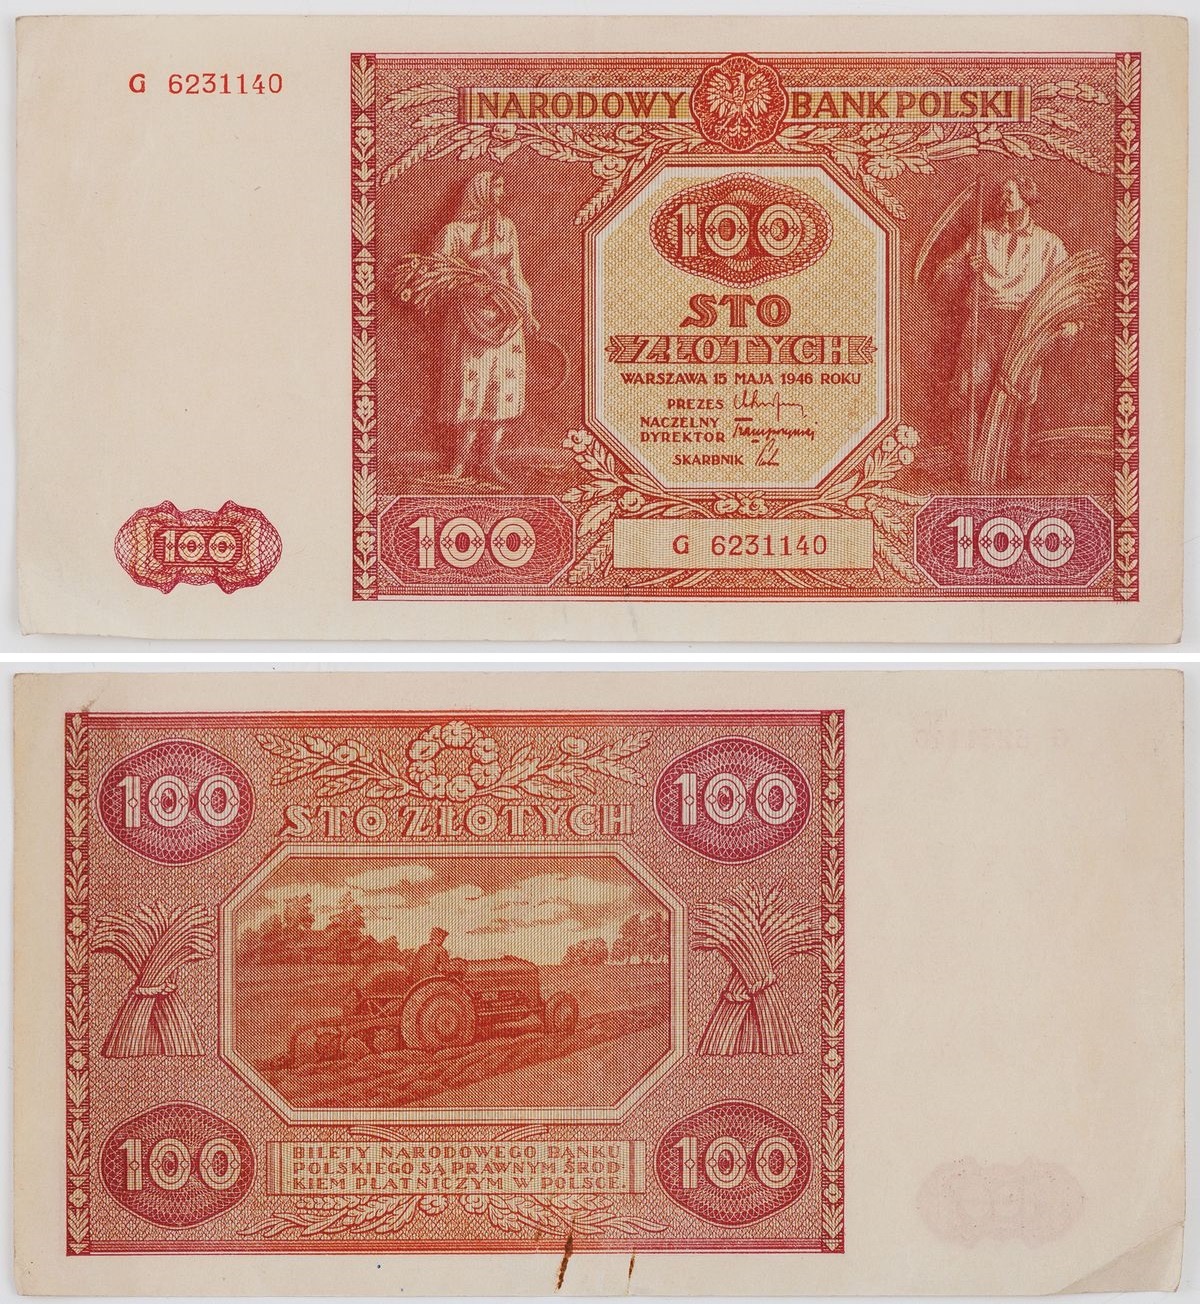 G 6231140
NARODOWY BANK POLSKI
100
STO
ZŁOTYCH
WARSZAWA 15 MAJA 1946 ROKU
PREZES
NACZELNY
DYREKTOR
SKARBNIK
100
100
G 6231140
100
100
100
STO ZŁOTYCH
100
100
BILETY NARODOWEGO BANKU
POLSKIEGO SĄ PRAWNYM ŚROD-
KIEM PŁATNICZYM W POLSCE.